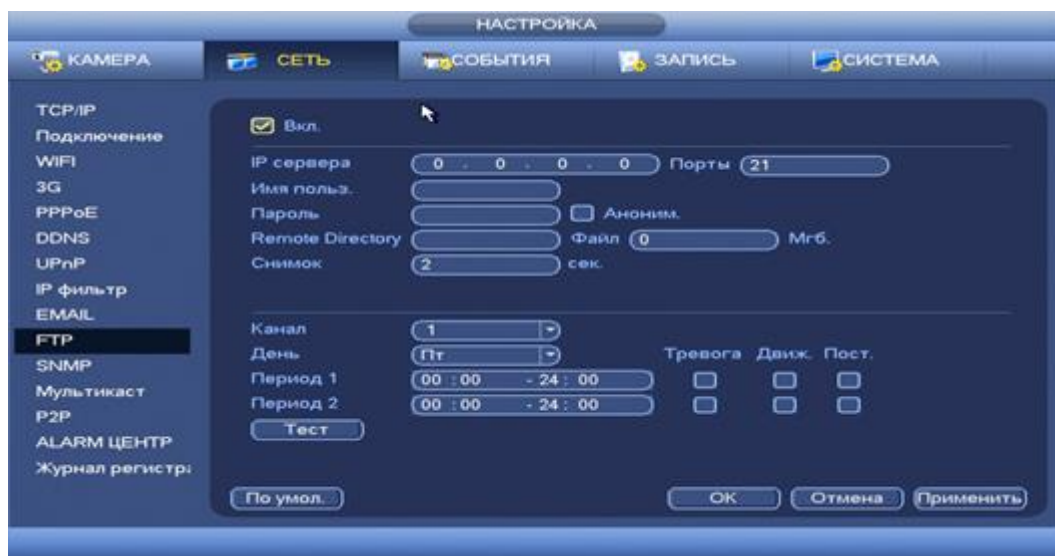 НАСТРОЙКА
КАМЕРА СЕТЬ СОБЫТИЯ ЗАПИСЬ СИСТЕМА
TCP/IP
Подключение
WIFI
3G
PPPoE
DDNS
UPnP
IP фильтр
EMAIL
FTP
SNMP
Мультикаст
P2P
ALARM ЦЕНТР
Журнал регистра
Вкл.
IP сервера 0 . 0 . 0 . 0 Порты 21
Имя польз.
Пароль Аноним.
Remote Directory Файл 0 Мгб.
Снимок 2 сек.
Канал 1
День Пт Тревога Движ. Пост.
Период 1 00 : 00 - 24 : 00
Период 2 00 : 00 - 24 : 00
Тест
По умол. OK Отмена Применить